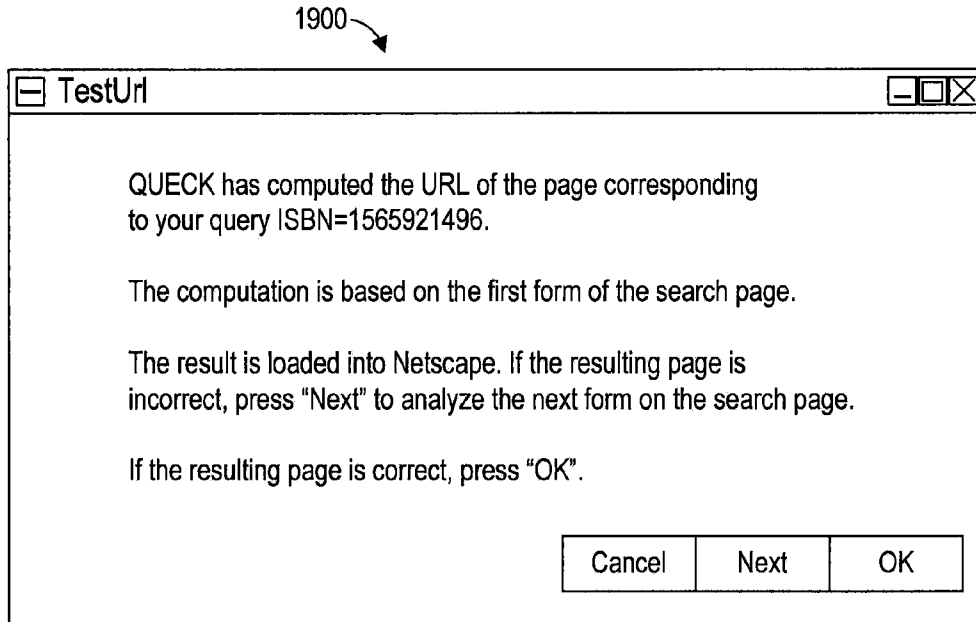 1900
TestUrl
QUECK has computed the URL of the page corresponding
to your query ISBN=1565921496.
The computation is based on the first form of the search page.
The result is loaded into Netscape. If the resulting page is
incorrect, press “Next” to analyze the next form on the search page.
If the resulting page is correct, press “OK”.
Cancel Next OK